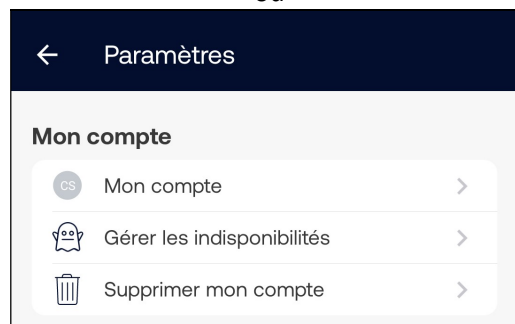 Paramètres
Mon compte
CS
Mon compte
Gérer les indisponibilités
Supprimer mon compte